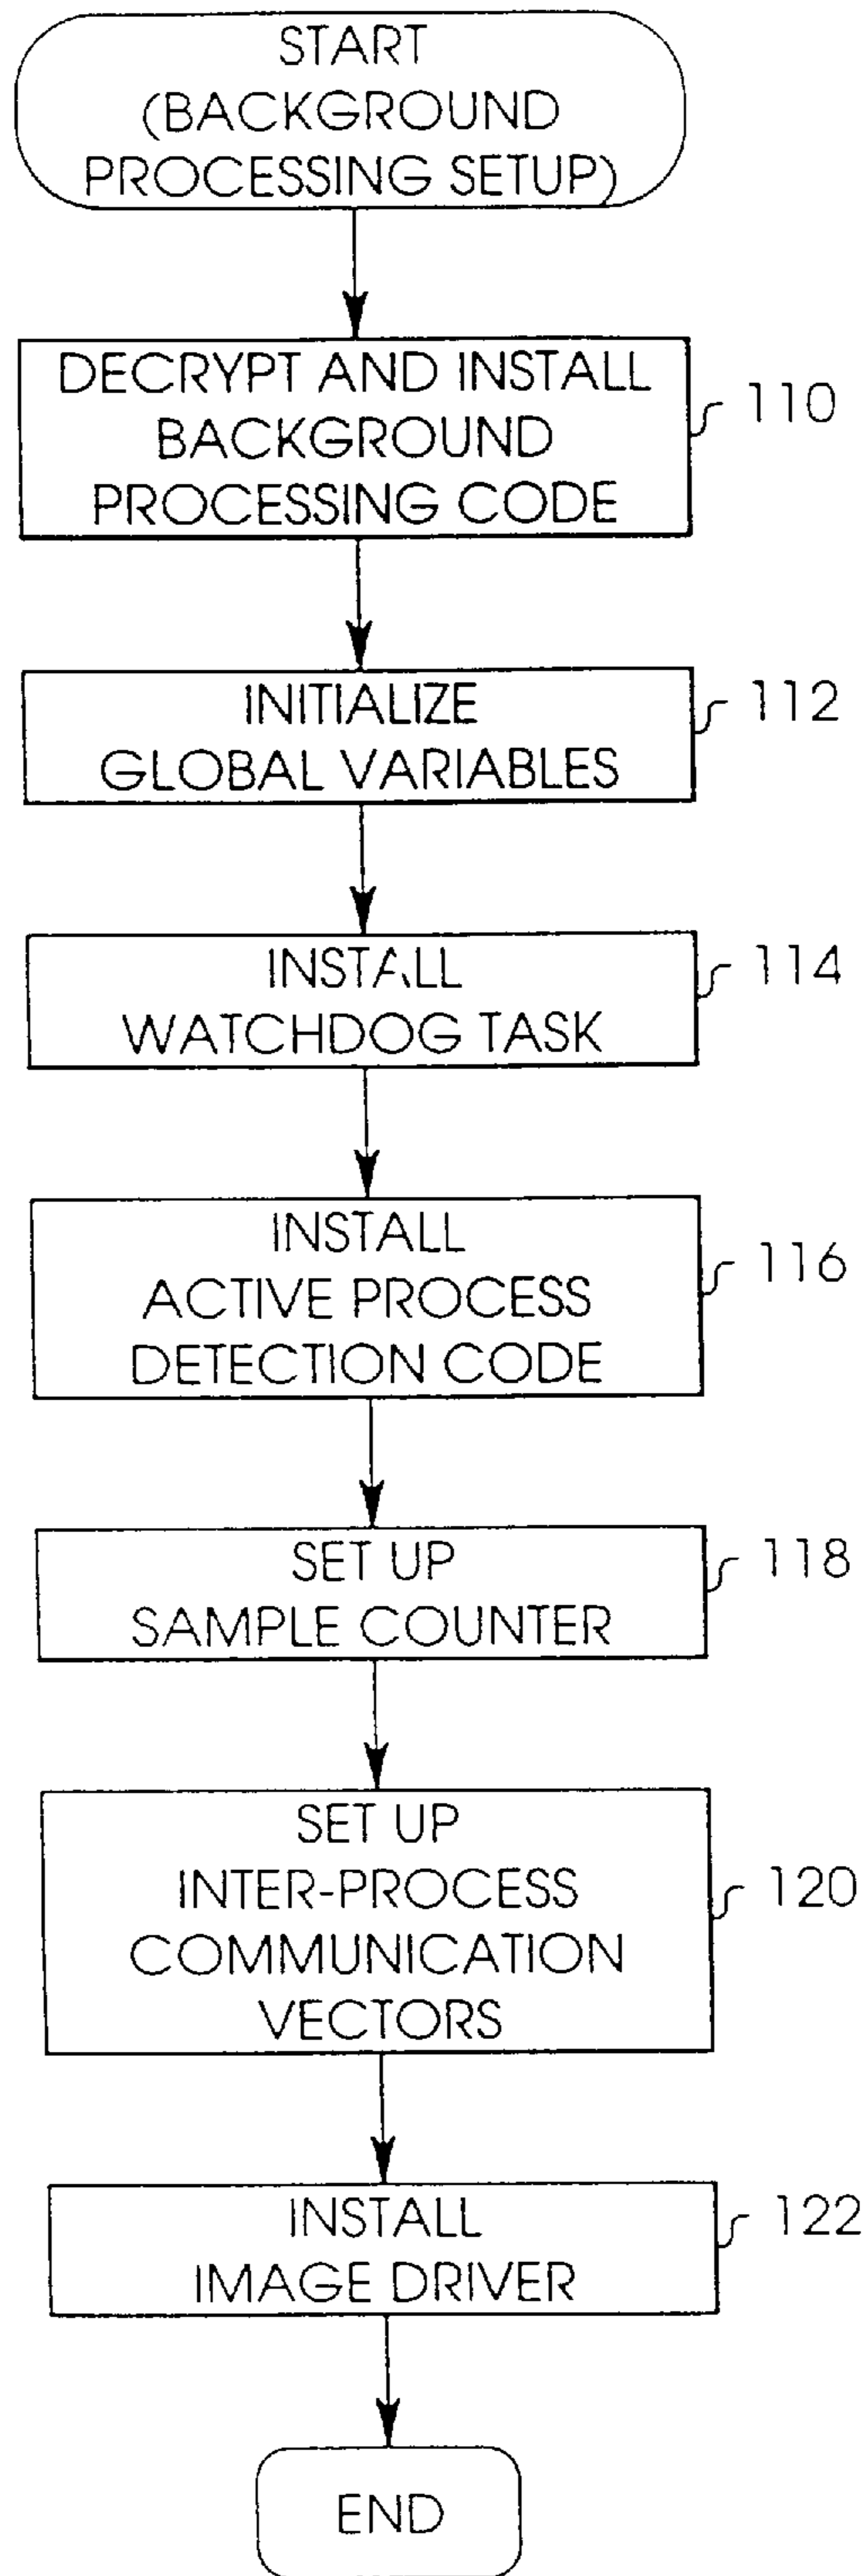 START
(BACKGROUND
PROCESSING SETUP)
DECRYPT AND INSTALL
BACKGROUND
PROCESSING CODE
110
INITIALIZE
GLOBAL VARIABLES
112
INSTALL
WATCHDOG TASK
114
INSTALL
ACTIVE PROCESS
DETECTION CODE
116
SET UP
SAMPLE COUNTER
118
SET UP
INTER-PROCESS
COMMUNICATION
VECTORS
120
INSTALL
IMAGE DRIVER
122
END